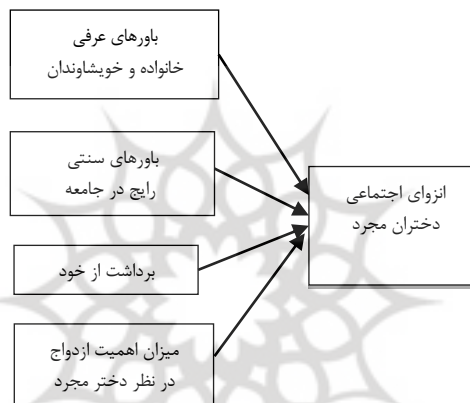 باورهای عرفی
خانواده و خویشاوندان
باورهای سنتی
رایج در جامعه
انزوای اجتماعی
دختران مجرد
برداشت از خود
میزان اهمیت ازدواج
در نظر دختر مجرد